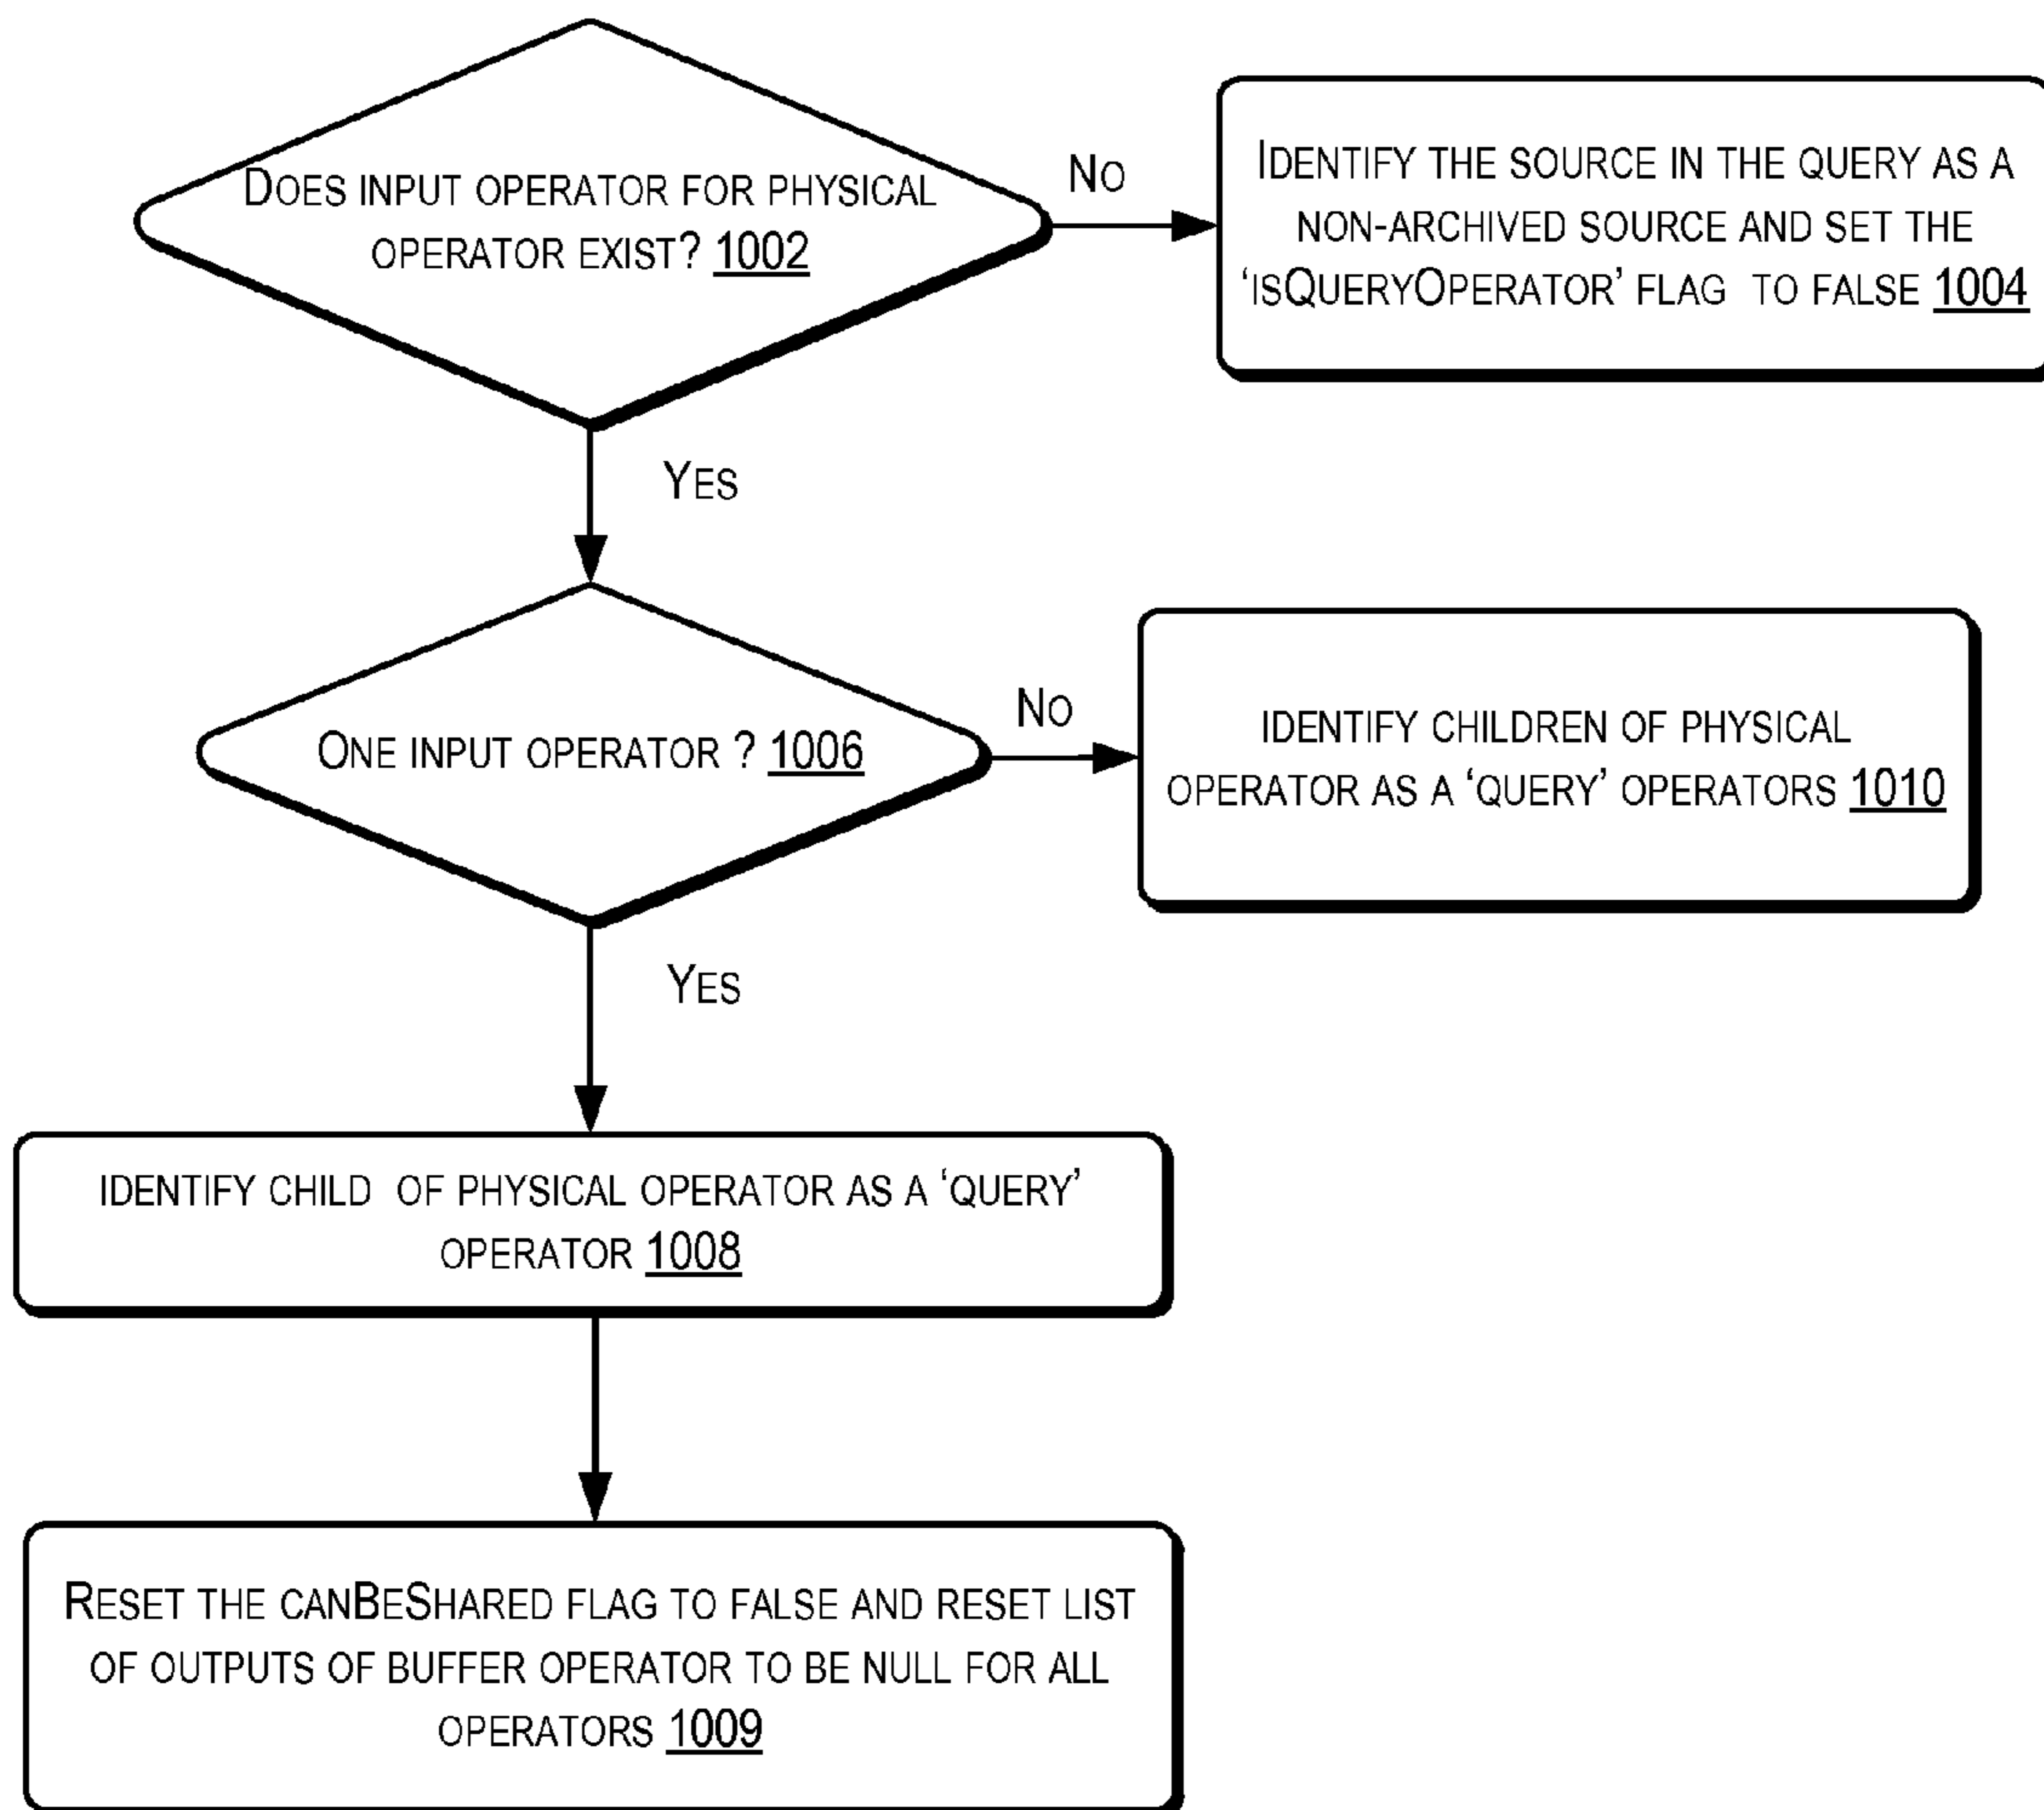 Does input operator for physical
operator exist? 1002
No
Identify the source in the query as a
non-archived source and set the
‘isQueryOperator’ flag to false 1004
Yes
One input operator ? 1006
No
identify children of physical
operator as a ‘query’ operators 1010
Yes
identify child of physical operator as a ‘query’
operator 1008
Reset the canBeShared flag to false and reset list
of outputs of buffer operator to be null for all
operators 1009